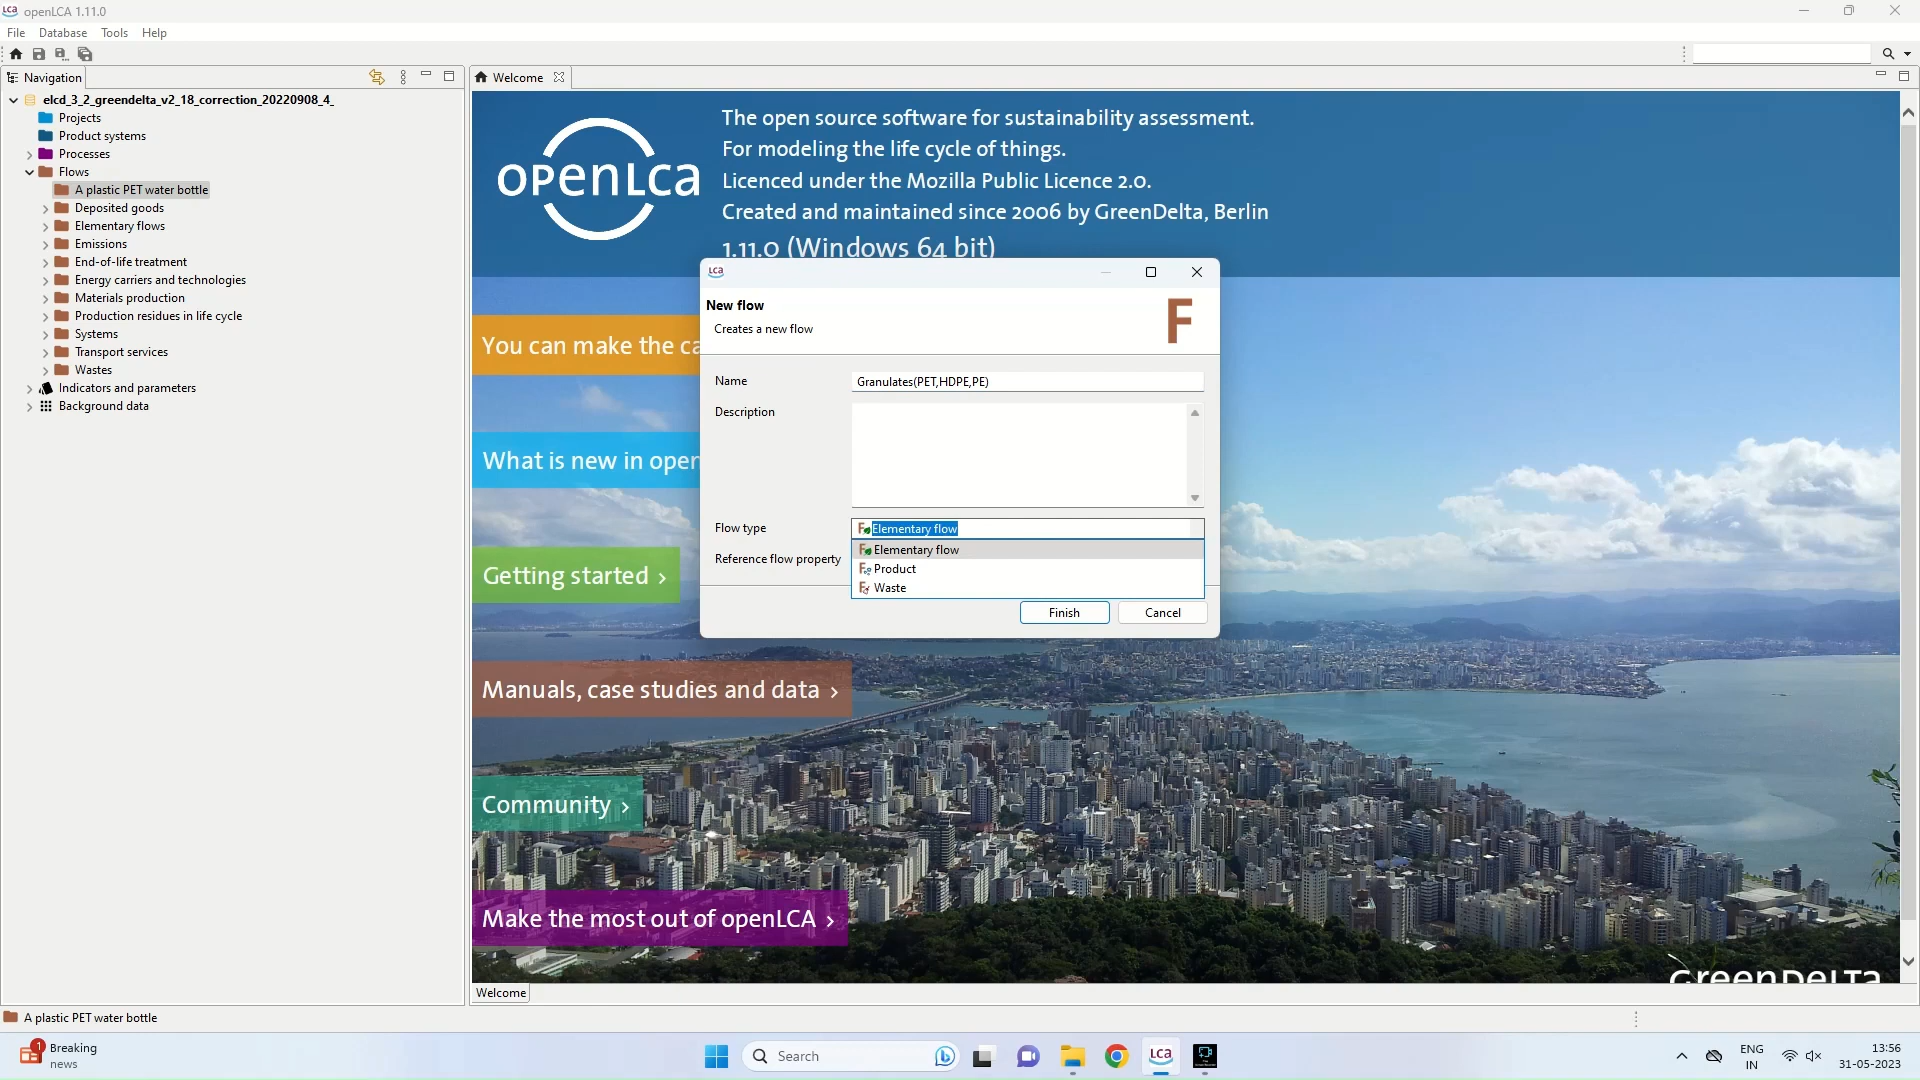 openLCA 1.11.0
File Database Tools Help
Navigation
Welcome
elcd_3_2_greendelta_v2_18_correction_20220908_4_
Projects
Product systems
Processes
Flows
A plastic PET water bottle
Deposited goods
Elementary flows
Emissions
End-of-life treatment
Energy carriers and technologies
Materials production
Production residues in life cycle
Systems
Transport services
Wastes
Indicators and parameters
Background data
openLca
The open source software for sustainability assessment.
For modeling the life cycle of things.
Licenced under the Mozilla Public Licence 2.0.
Created and maintained since 2006 by GreenDelta, Berlin
1.11.0 (Windows 64 bit)
You can make the ca
What is new in open
Getting started ›
Manuals, case studies and data ›
Community ›
Make the most out of openLCA ›
GreenDelta
LCA
New flow
Creates a new flow
F
Name
Granulates(PET,HDPE,PE)
Description
Flow type
Elementary flow
Elementary flow
Product
Waste
Reference flow property
Finish
Cancel
Welcome
A plastic PET water bottle
1
Breaking
news
Search
LCA
ENG
IN
13:56
31-05-2023